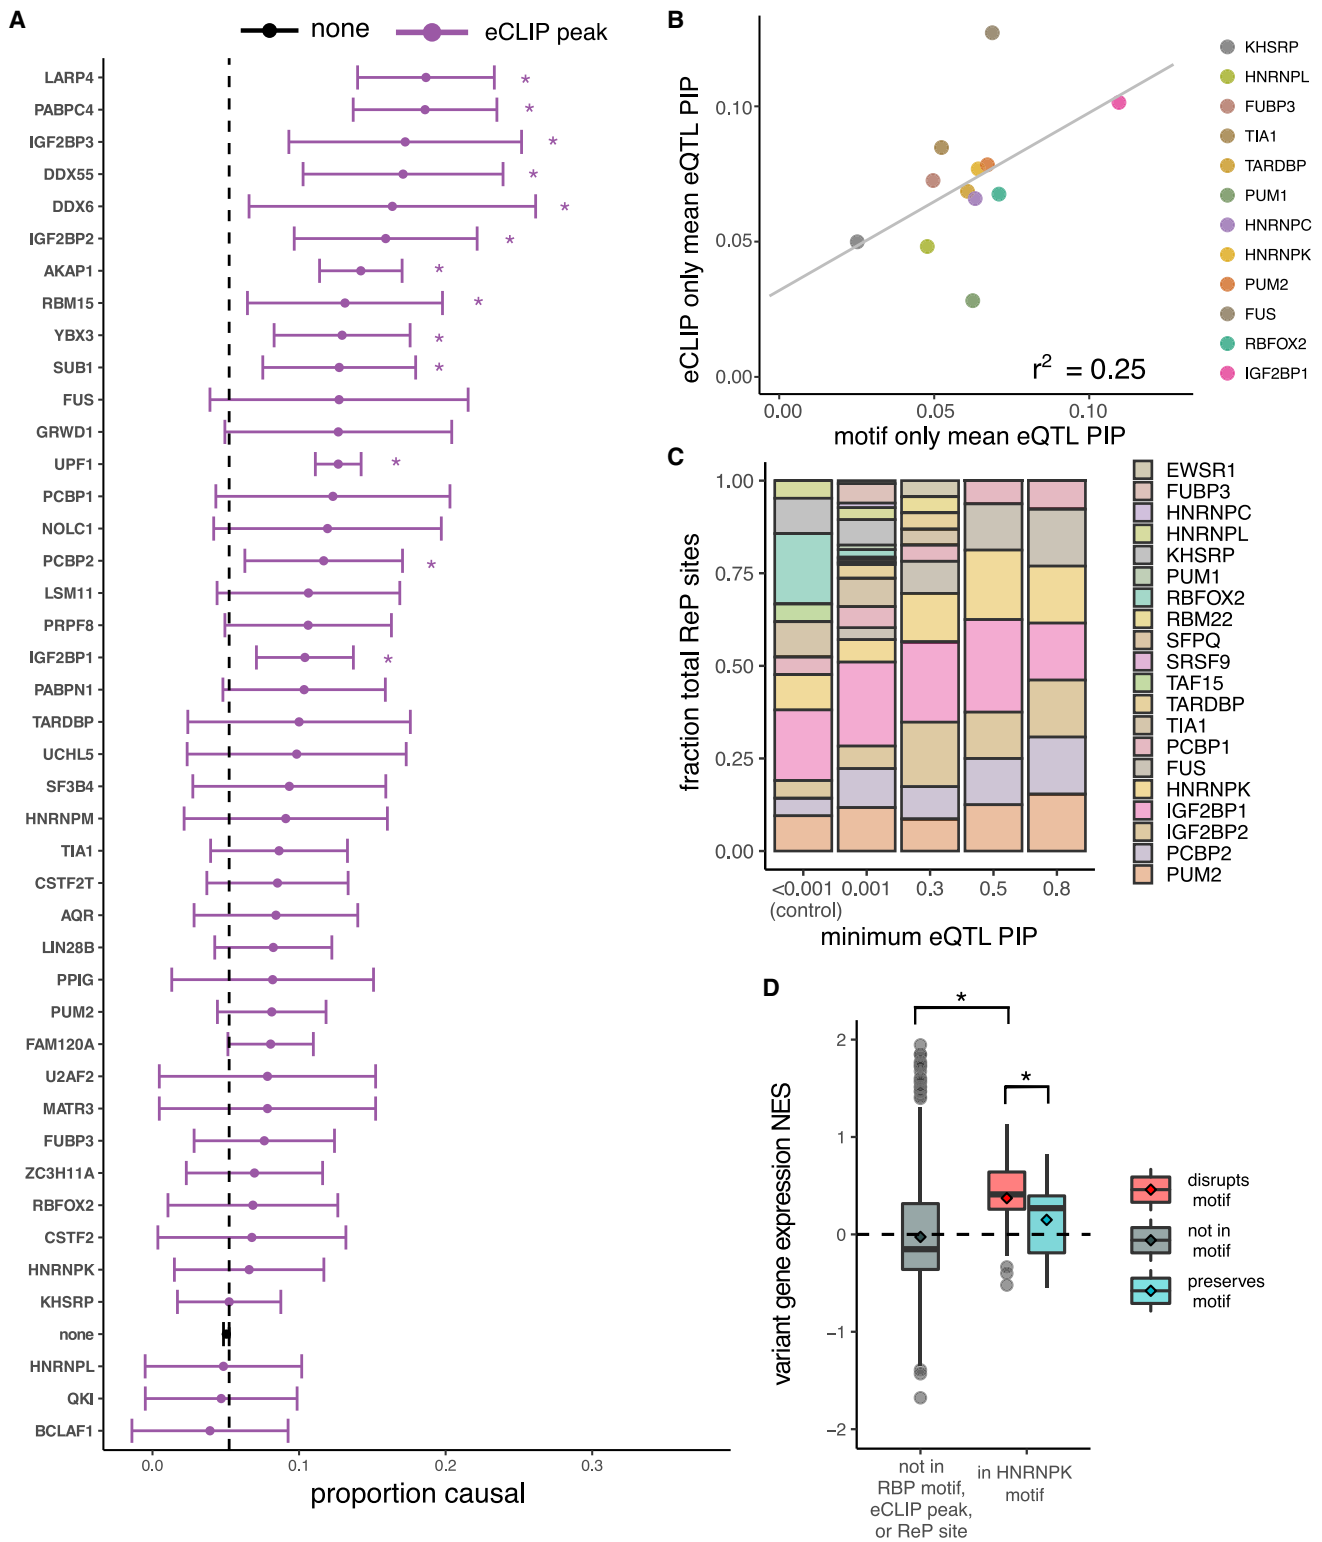 A
none
eCLIP peak
LARP4
PABPC4
IGF2BP3
DDX55
DDX6
IGF2BP2
AKAP1
RBM15
YBX3
SUB1
FUS
GRWD1
UPF1
PCBP1
NOLC1
PCBP2
LSM11
PRPF8
IGF2BP1
PABPN1
TARDBP
UCHL5
SF3B4
HNRNPM
TIA1
CSTF2T
AQR
LIN28B
PPIG
PUM2
FAM120A
U2AF2
MATR3
FUBP3
ZC3H11A
RBFOX2
CSTF2
HNRNPK
KHSRP
none
HNRNPL
QKI
BCLAF1
* * * * * * * * * * * * *
0.0 0.1 0.2 0.3
proportion causal
B
eCLIP only mean eQTL PIP
0.10
0.05
0.00
0.00 0.05 0.10
motif only mean eQTL PIP
r² = 0.25
KHSRP
HNRNPL
FUBP3
TIA1
TARDBP
PUM1
HNRNPC
HNRNPK
PUM2
FUS
RBFOX2
IGF2BP1
C
fraction total ReP sites
1.00
0.75
0.50
0.25
0.00
<0.001 0.001 0.3 0.5 0.8
(control)
minimum eQTL PIP
EWSR1
FUBP3
HNRNPC
HNRNPL
KHSRP
PUM1
RBFOX2
RBM22
SFPQ
SRSF9
TAF15
TARDBP
TIA1
PCBP1
FUS
HNRNPK
IGF2BP1
IGF2BP2
PCBP2
PUM2
D
variant gene expression NES
2
1
0
−1
−2
*
*
not in
RBP motif,
eCLIP peak,
or ReP site
in HNRNPK
motif
disrupts
motif
not in
motif
preserves
motif